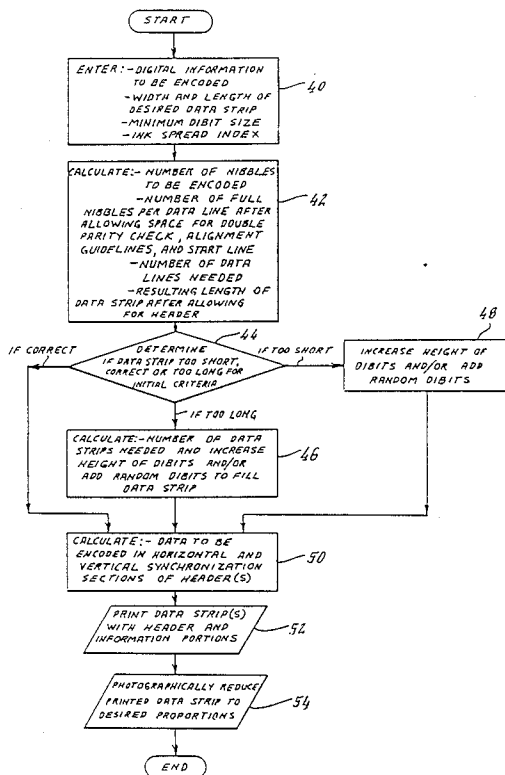 START
ENTER:-DIGITAL INFORMATION
TO BE ENCODED
-WIDTH AND LENGTH OF
DESIRED DATA STRIP
-MINIMUM DIBIT SIZE
-INK SPREAD INDEX
40
CALCULATE:-NUMBER OF NIBBLES
TO BE ENCODED
-NUMBER OF FULL
NIBBLES PER DATA LINE AFTER
ALLOWING SPACE FOR DOUBLE
PARITY CHECK, ALIGNMENT
GUIDELINES, AND START LINE
-NUMBER OF DATA
LINES NEEDED
-RESULTING LENGTH OF
DATA STRIP AFTER ALLOWING
FOR HEADER
42
44
DETERMINE
IF DATA STRIP TOO SHORT,
CORRECT OR TOO LONG FOR
INITIAL CRITERIA
IF CORRECT
IF TOO SHORT
48
INCREASE HEIGHT OF
DIBITS AND/OR ADD
RANDOM DIBITS
IF TOO LONG
CALCULATE:-NUMBER OF DATA
STRIPS NEEDED AND INCREASE
HEIGHT OF DIBITS AND/OR
ADD RANDOM DIBITS TO FILL
DATA STRIP
46
CALCULATE:- DATA TO BE
ENCODED IN HORIZONTAL AND
VERTICAL SYNCHRONIZATION
SECTIONS OF HEADER(S)
50
PRINT DATA STRIP(S)
WITH HEADER AND
INFORMATION PORTIONS
52
PHOTOGRAPHICALLY REDUCE
PRINTED DATA STRIP TO
DESIRED PROPORTIONS
54
END